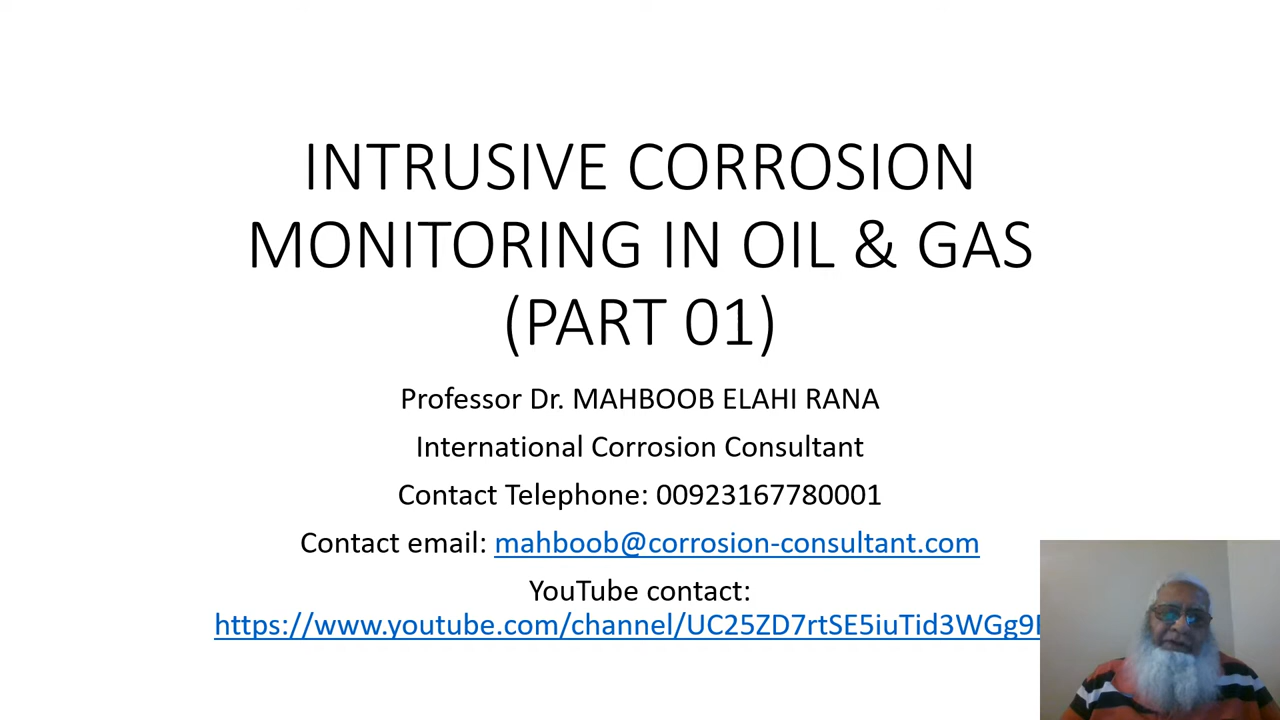 INTRUSIVE CORROSION
MONITORING IN OIL & GAS
(PART 01)
Professor Dr. MAHBOOB ELAHI RANA
International Corrosion Consultant
Contact Telephone: 00923167780001
Contact email: mahboob@corrosion-consultant.com
YouTube contact:
https://www.youtube.com/channel/UC25ZD7rtSE5iuTid3WGg9